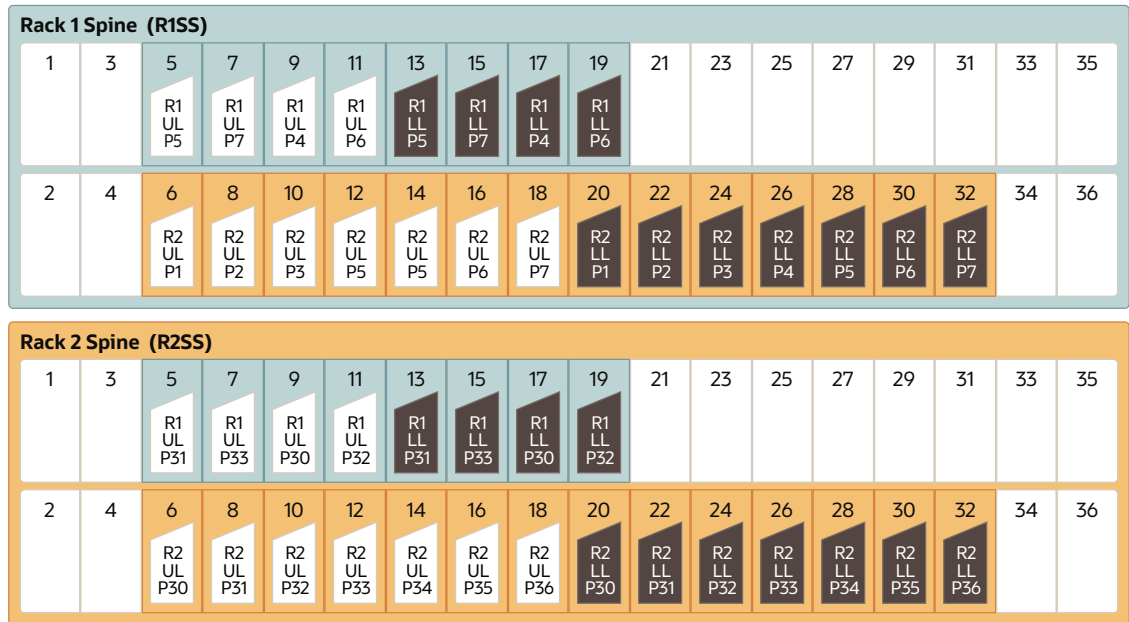 Rack 1 Spine (R1SS)
1 3 5 7 9 11 13 15 17 19 21 23 25 27 29 31 33 35
R1 R1 R1 R1 R1 R1 R1 R1
UL UL UL UL LL LL LL LL
P5 P7 P4 P6 P5 P7 P4 P6
2 4 6 8 10 12 14 16 18 20 22 24 26 28 30 32 34 36
R2 R2 R2 R2 R2 R2 R2 R2 R2 R2 R2 R2 R2 R2
UL UL UL UL UL UL UL LL LL LL LL LL LL LL
P1 P2 P3 P5 P5 P6 P7 P1 P2 P3 P4 P5 P6 P7
Rack 2 Spine (R2SS)
1 3 5 7 9 11 13 15 17 19 21 23 25 27 29 31 33 35
R1 R1 R1 R1 R1 R1 R1 R1
UL UL UL UL LL LL LL LL
P31 P33 P30 P32 P31 P33 P30 P32
2 4 6 8 10 12 14 16 18 20 22 24 26 28 30 32 34 36
R2 R2 R2 R2 R2 R2 R2 R2 R2 R2 R2 R2 R2 R2
UL UL UL UL UL UL UL LL LL LL LL LL LL LL
P30 P31 P32 P33 P34 P35 P36 P30 P31 P32 P33 P34 P35 P36